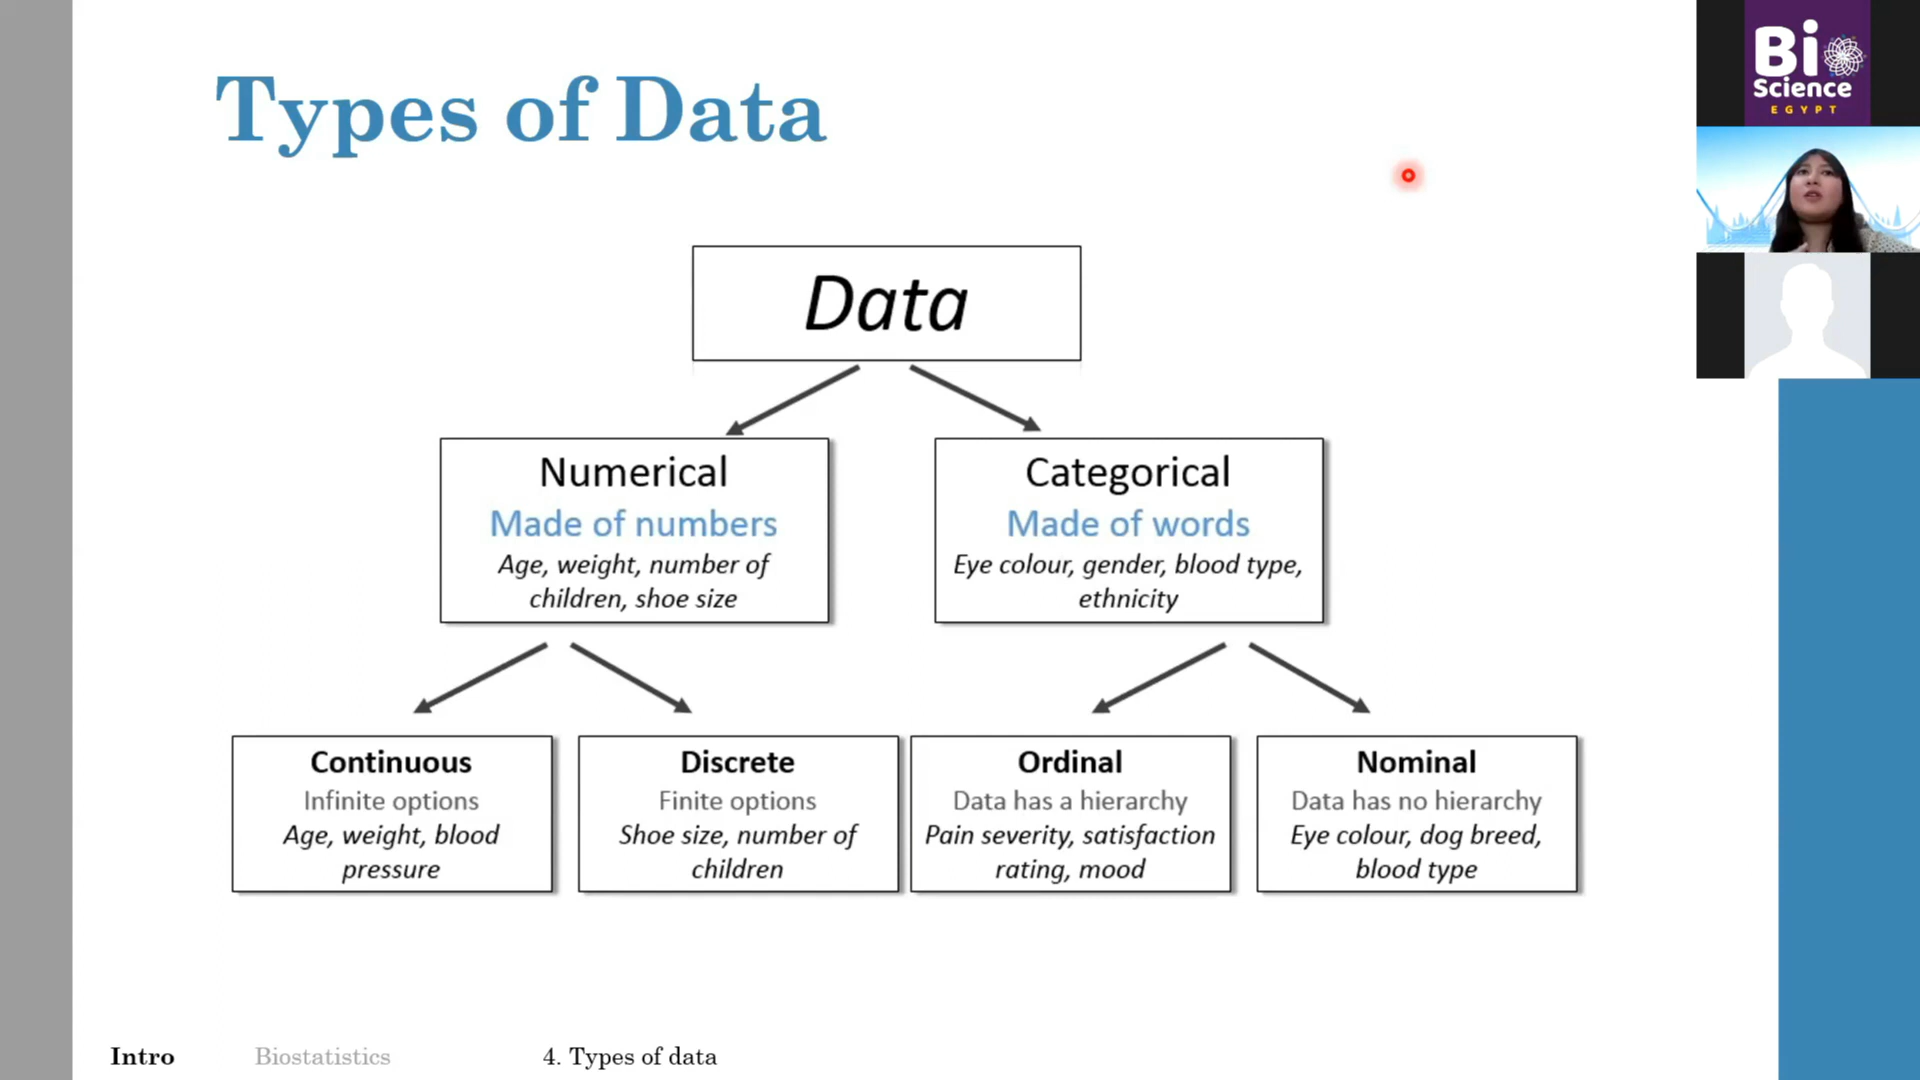 Types of Data
Bi
Science
EGYPT
Data
Numerical
Made of numbers
Age, weight, number of
children, shoe size
Categorical
Made of words
Eye colour, gender, blood type,
ethnicity
Continuous
Infinite options
Age, weight, blood
pressure
Discrete
Finite options
Shoe size, number of
children
Ordinal
Data has a hierarchy
Pain severity, satisfaction
rating, mood
Nominal
Data has no hierarchy
Eye colour, dog breed,
blood type
Intro
Biostatistics
4. Types of data